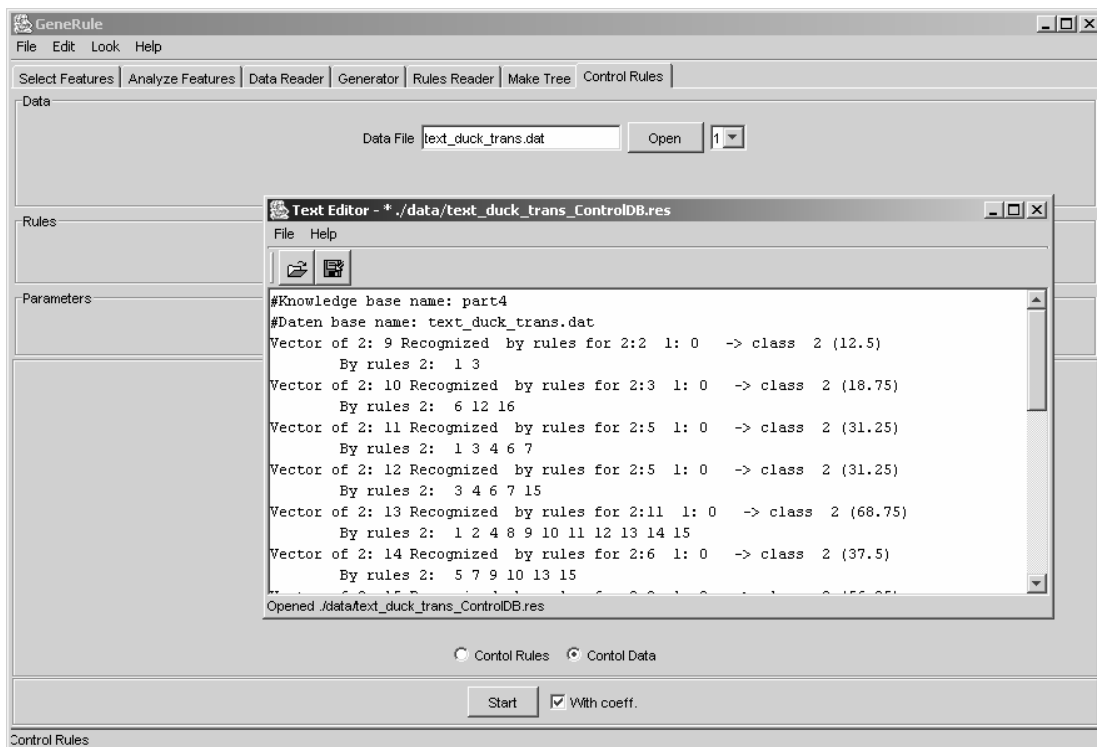 GeneRule
File Edit Look Help
Select Features Analyze Features Data Reader Generator Rules Reader Make Tree Control Rules
Data
Data File text_duck_trans.dat Open 1
Rules
Parameters
Text Editor - * ./data/text_duck_trans_ControlDB.res
File Help
#Knowledge base name: part4
#Daten base name: text_duck_trans.dat
Vector of 2: 9 Recognized by rules for 2:2 1: 0 -> class 2 (12.5)
By rules 2: 1 3
Vector of 2: 10 Recognized by rules for 2:3 1: 0 -> class 2 (18.75)
By rules 2: 6 12 16
Vector of 2: 11 Recognized by rules for 2:5 1: 0 -> class 2 (31.25)
By rules 2: 1 3 4 6 7
Vector of 2: 12 Recognized by rules for 2:5 1: 0 -> class 2 (31.25)
By rules 2: 3 4 6 7 15
Vector of 2: 13 Recognized by rules for 2:11 1: 0 -> class 2 (68.75)
By rules 2: 1 2 4 8 9 10 11 12 13 14 15
Vector of 2: 14 Recognized by rules for 2:6 1: 0 -> class 2 (37.5)
By rules 2: 5 7 9 10 13 15
Opened ./data/text_duck_trans_ControlDB.res
Contol Rules Contol Data
Start With coeff.
Control Rules